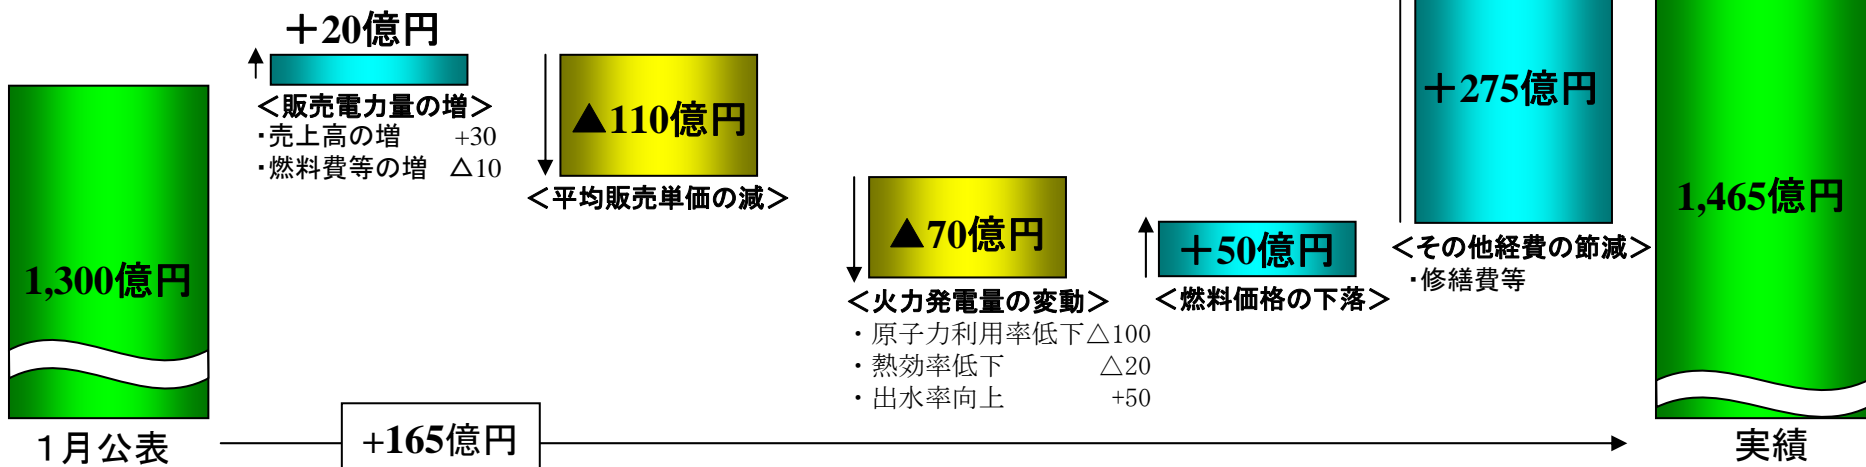 ＋20億円
＜販売電力量の増＞
・売上高の増 +30
・燃料費等の増 △10
▲110億円
＜平均販売単価の減＞
▲70億円
＜火力発電量の変動＞
・原子力利用率低下△100
・熱効率低下 △20
・出水率向上 +50
＋50億円
＜燃料価格の下落＞
＋275億円
＜その他経費の節減＞
・修繕費等
1,300億円
1,465億円
１月公表
+165億円
実績